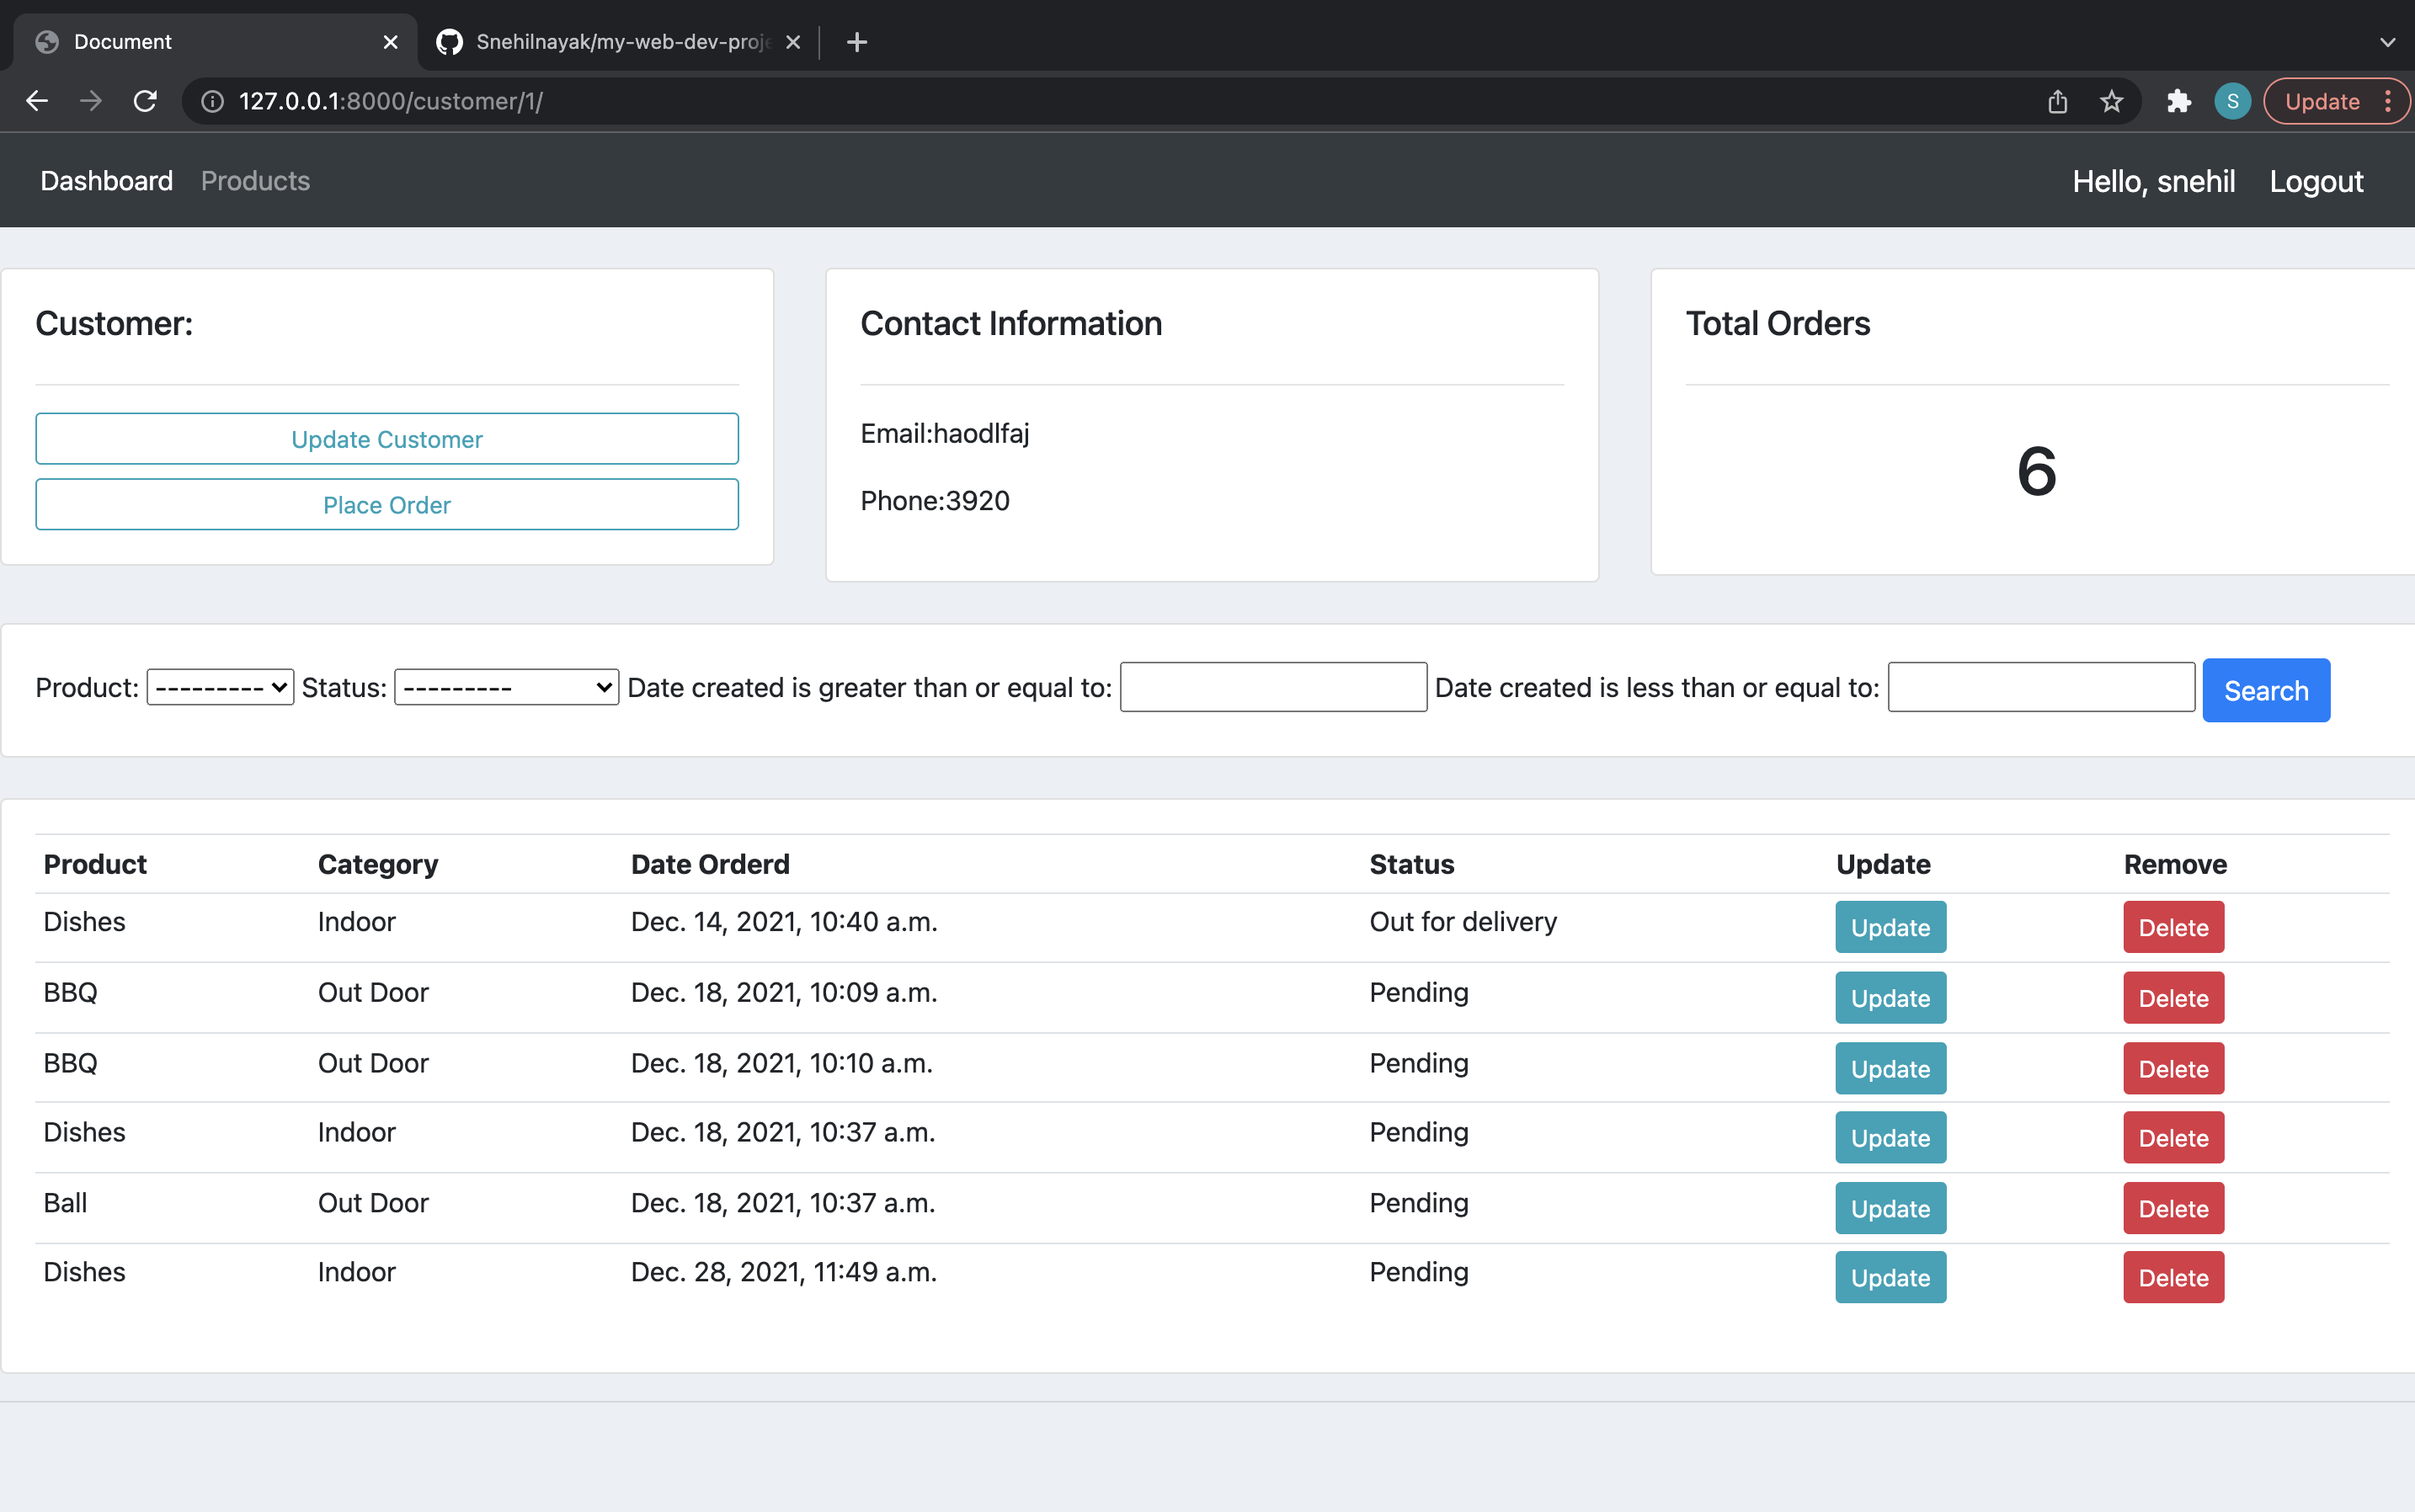 Document
Snehilnayak/my-web-dev-proje
127.0.0.1:8000/customer/1/
S
Update
Dashboard Products Hello, snehil Logout
Customer:
Update Customer
Place Order
Contact Information
Email:haodlfaj
Phone:3920
Total Orders
6
Product: --------- Status: --------- Date created is greater than or equal to: Date created is less than or equal to: Search
Product Category Date Orderd Status Update Remove
Dishes Indoor Dec. 14, 2021, 10:40 a.m. Out for delivery Update Delete
BBQ Out Door Dec. 18, 2021, 10:09 a.m. Pending Update Delete
BBQ Out Door Dec. 18, 2021, 10:10 a.m. Pending Update Delete
Dishes Indoor Dec. 18, 2021, 10:37 a.m. Pending Update Delete
Ball Out Door Dec. 18, 2021, 10:37 a.m. Pending Update Delete
Dishes Indoor Dec. 28, 2021, 11:49 a.m. Pending Update Delete